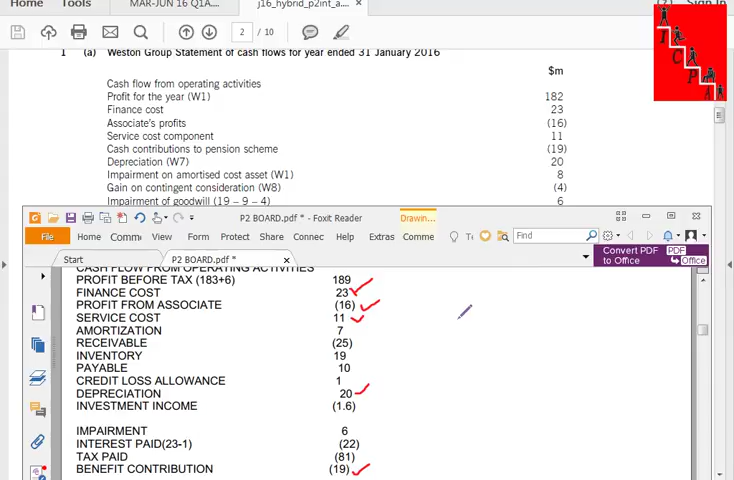 Home Tools MAR-JUN 16 Q1A... j16_hybrid_p2int_a... × Sign In
2 / 10
1 (a) Weston Group Statement of cash flows for year ended 31 January 2016
$m
Cash flow from operating activities
Profit for the year (W1) 182
Finance cost 23
Associate's profits (16)
Service cost component 11
Cash contributions to pension scheme (19)
Depreciation (W7) 20
Impairment on amortised cost asset (W1) 8
Gain on contingent consideration (W8) (4)
Impairment of goodwill (19 – 9 – 4) 6
I
C
P
A
P2 BOARD.pdf * - Foxit Reader Drawin...
File Home Comm View Form Protect Share Connect Help Extras Comme Find
Start P2 BOARD.pdf * × Convert PDF to Office PDF Office
CASH FLOW FROM OPERATING ACTIVITIES
PROFIT BEFORE TAX (183+6) 189
FINANCE COST 23
PROFIT FROM ASSOCIATE (16)
SERVICE COST 11
AMORTIZATION 7
RECEIVABLE (25)
INVENTORY 19
PAYABLE 10
CREDIT LOSS ALLOWANCE 1
DEPRECIATION 20
INVESTMENT INCOME (1.6)
IMPAIRMENT 6
INTEREST PAID(23-1) (22)
TAX PAID (81)
BENEFIT CONTRIBUTION (19)